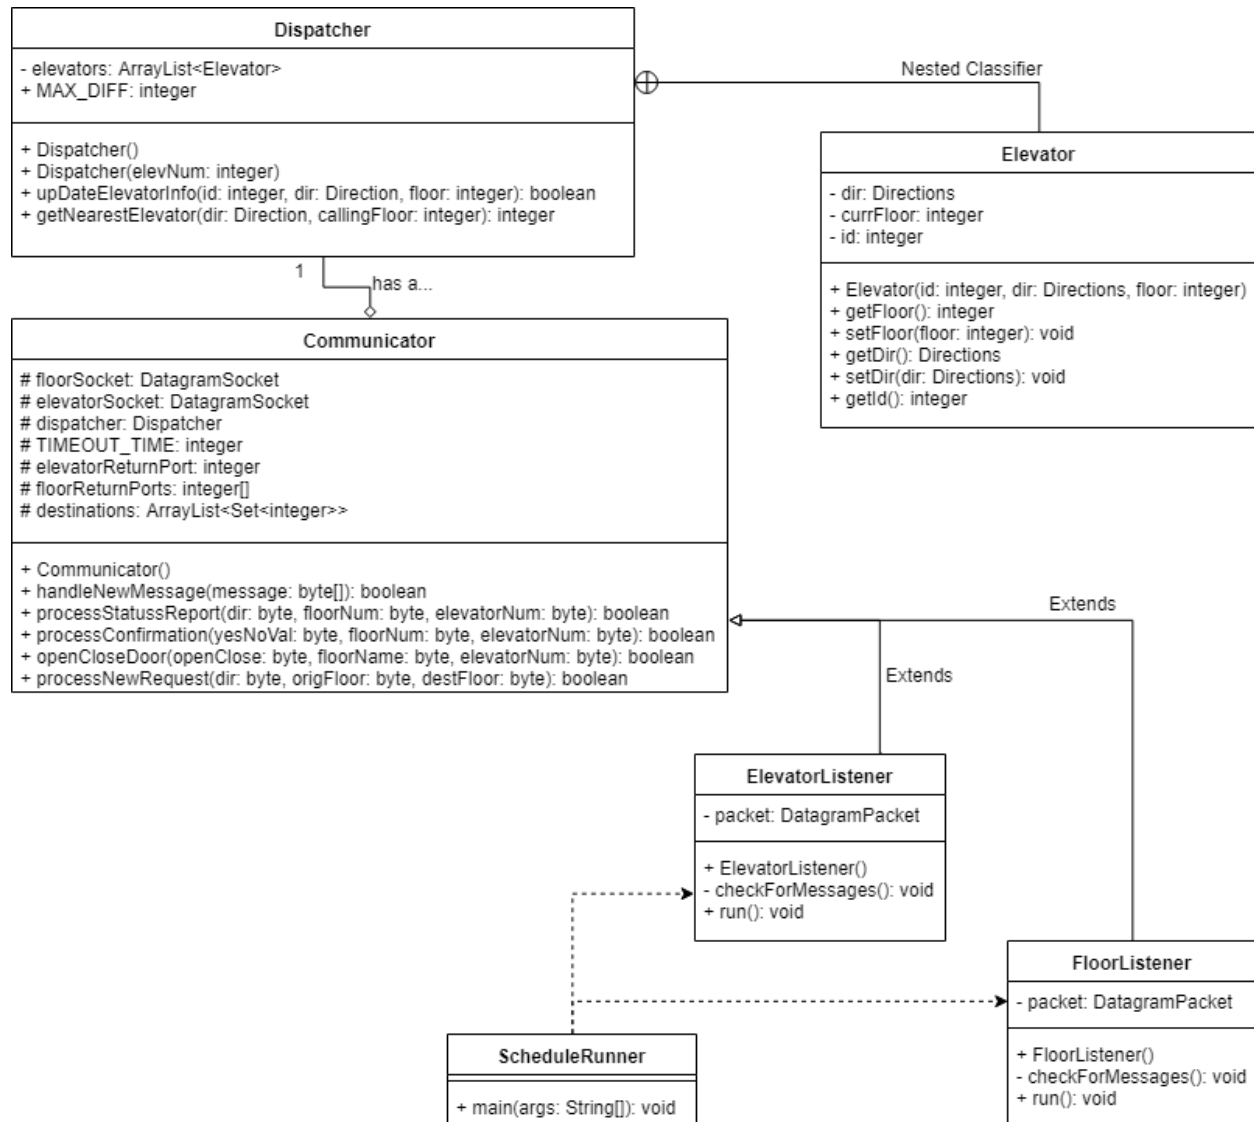 Dispatcher
- elevators: ArrayList<Elevator>
+ MAX_DIFF: integer
+ Dispatcher()
+ Dispatcher(elevNum: integer)
+ upDateElevatorInfo(id: integer, dir: Direction, floor: integer): boolean
+ getNearestElevator(dir: Direction, callingFloor: integer): integer
Nested Classifier
Elevator
- dir: Directions
- currFloor: integer
- id: integer
+ Elevator(id: integer, dir: Directions, floor: integer)
+ getFloor(): integer
+ setFloor(floor: integer): void
+ getDir(): Directions
+ setDir(dir: Directions): void
+ getId(): integer
1
has a...
Communicator
# floorSocket: DatagramSocket
# elevatorSocket: DatagramSocket
# dispatcher: Dispatcher
# TIMEOUT_TIME: integer
# elevatorReturnPort: integer
# floorReturnPorts: integer[]
# destinations: ArrayList<Set<integer>>
+ Communicator()
+ handleNewMessage(message: byte[]): boolean
+ processStatussReport(dir: byte, floorNum: byte, elevatorNum: byte): boolean
+ processConfirmation(yesNoVal: byte, floorNum: byte, elevatorNum: byte): boolean
+ openCloseDoor(openClose: byte, floorName: byte, elevatorNum: byte): boolean
+ processNewRequest(dir: byte, origFloor: byte, destFloor: byte): boolean
Extends
Extends
ElevatorListener
- packet: DatagramPacket
+ ElevatorListener()
- checkForMessages(): void
+ run(): void
FloorListener
- packet: DatagramPacket
+ FloorListener()
- checkForMessages(): void
+ run(): void
ScheduleRunner
+ main(args: String[]): void